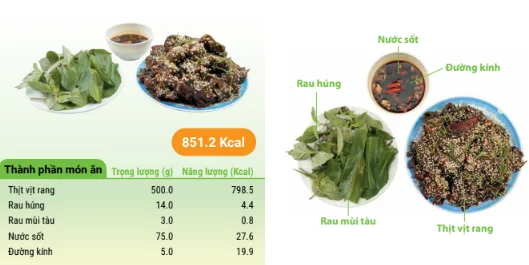 851.2 Kcal
Thành phần món ăn Trọng lượng (g) Năng lượng (Kcal)
Thịt vịt rang 500.0 798.5
Rau húng 14.0 4.4
Rau mùi tàu 3.0 0.8
Nước sốt 75.0 27.6
Đường kính 5.0 19.9
Nước sốt
Đường kính
Rau húng
Rau mùi tàu
Thịt vịt rang